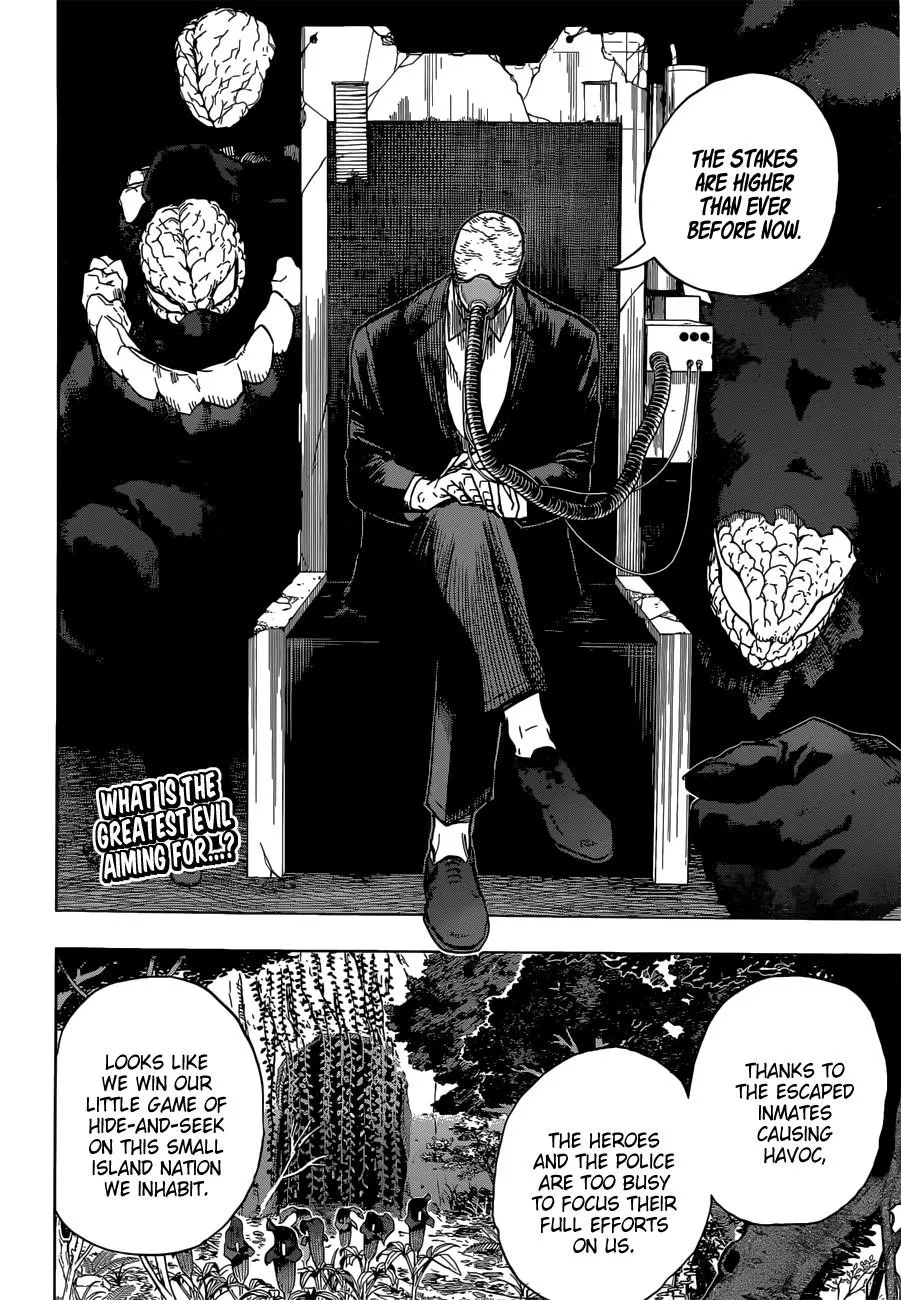 THE STAKES
ARE HIGHER
THAN EVER
BEFORE NOW.
WHAT IS THE
GREATEST EVIL
AIMING FOR...?
THANKS TO
THE ESCAPED
INMATES
CAUSING
HAVOC,
THE HEROES
AND THE POLICE
ARE TOO BUSY
TO FOCUS THEIR
FULL EFFORTS
ON US.
LOOKS LIKE
WE WIN OUR
LITTLE GAME OF
HIDE-AND-SEEK
ON THIS SMALL
ISLAND NATION
WE INHABIT.